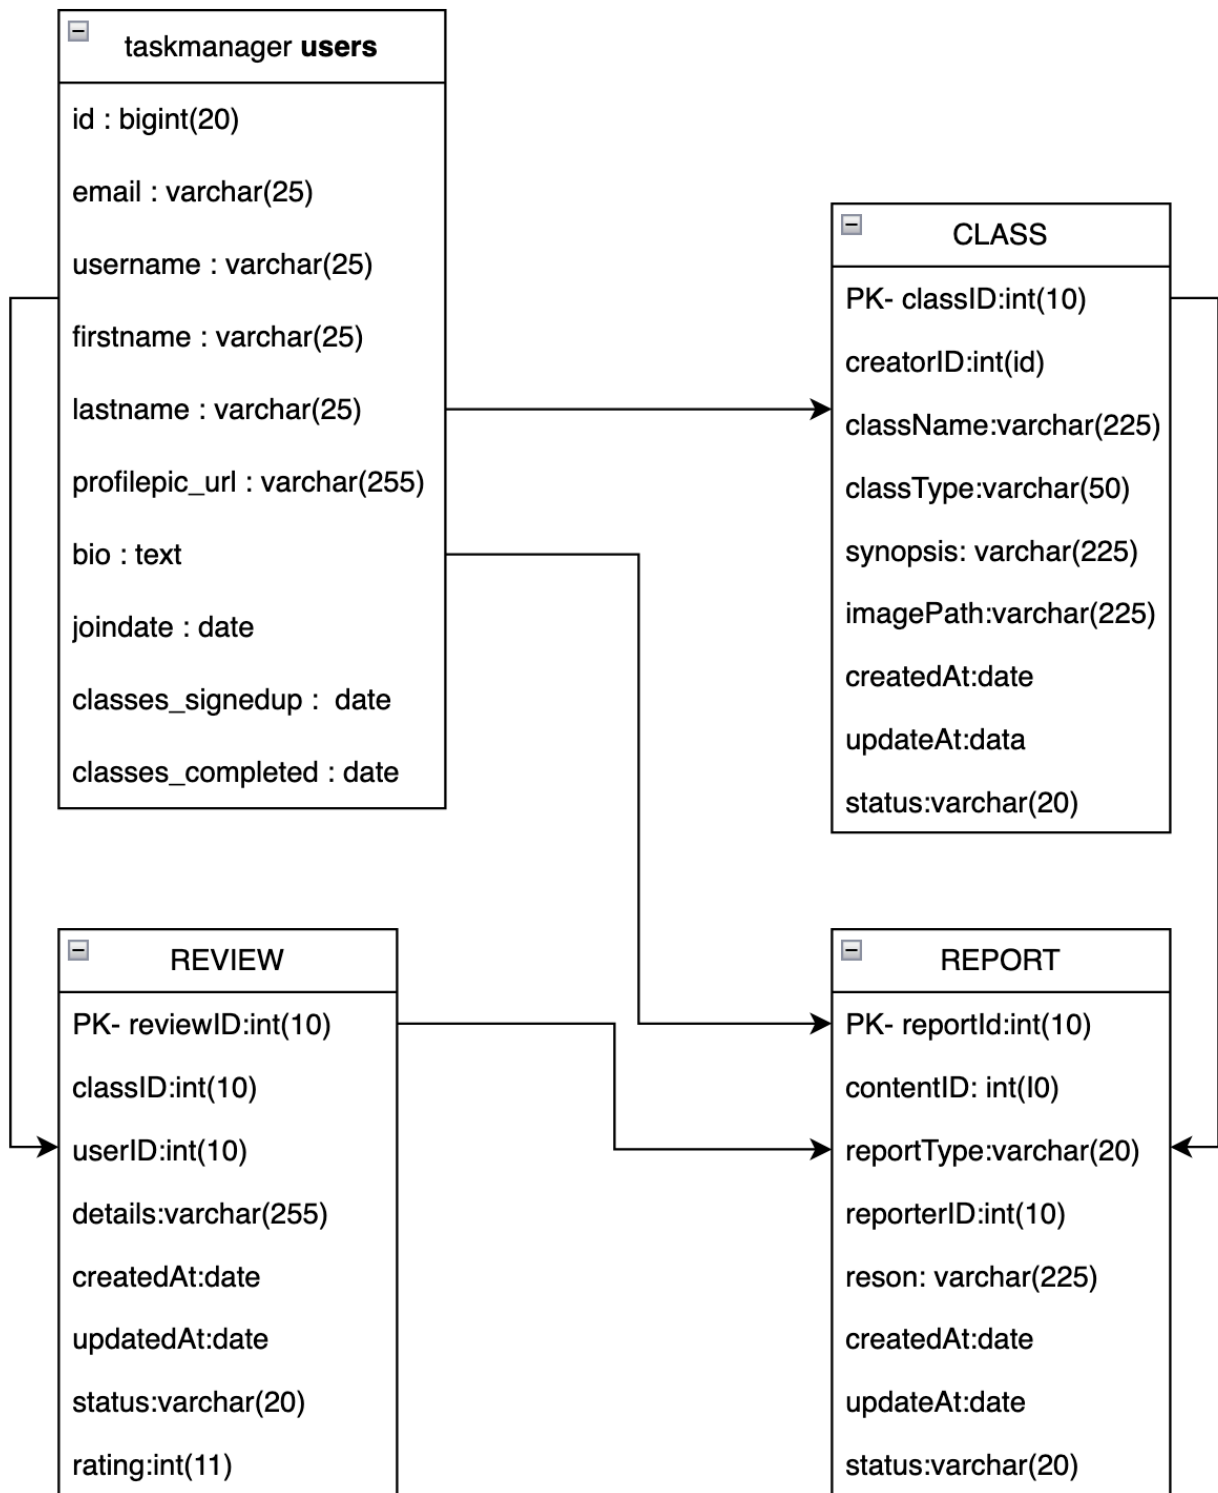 taskmanager users
id : bigint(20)
email : varchar(25)
username : varchar(25)
firstname : varchar(25)
lastname : varchar(25)
profilepic_url : varchar(255)
bio : text
joindate : date
classes_signedup :  date
classes_completed : date
CLASS
PK- classID:int(10)
creatorID:int(id)
className:varchar(225)
classType:varchar(50)
synopsis: varchar(225)
imagePath:varchar(225)
createdAt:date
updateAt:data
status:varchar(20)
REVIEW
PK- reviewID:int(10)
classID:int(10)
userID:int(10)
details:varchar(255)
createdAt:date
updatedAt:date
status:varchar(20)
rating:int(11)
REPORT
PK- reportId:int(10)
contentID: int(I0)
reportType:varchar(20)
reporterID:int(10)
reson: varchar(225)
createdAt:date
updateAt:date
status:varchar(20)